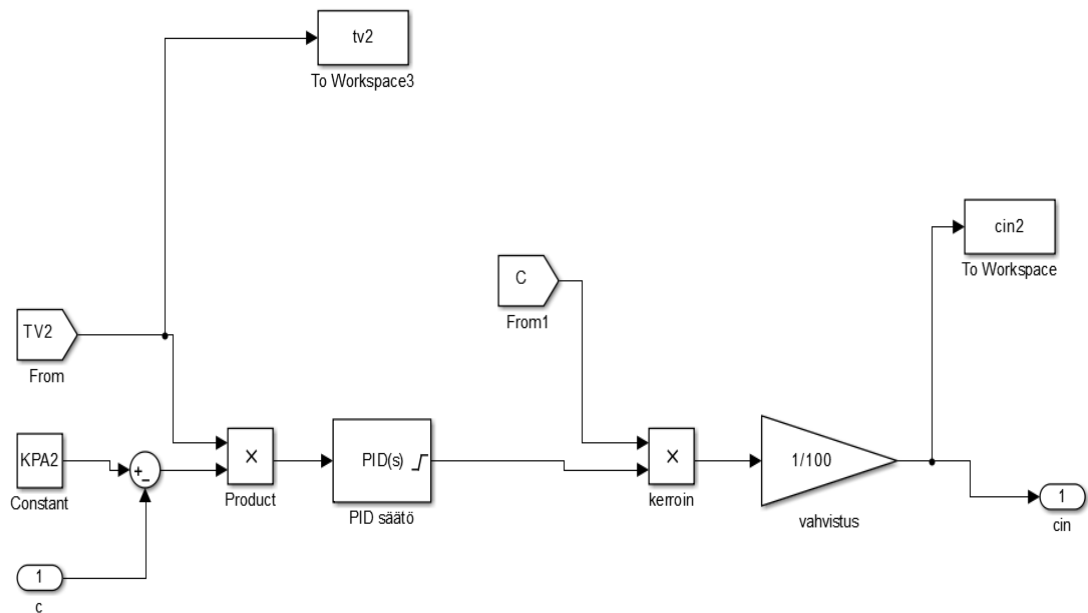 tv2
To Workspace3
cin2
To Workspace
C
From1
TV2
From
KPA2
Constant
+
−
×
Product
PID(s)
PID säätö
×
kerroin
1/100
vahvistus
1
cin
1
c